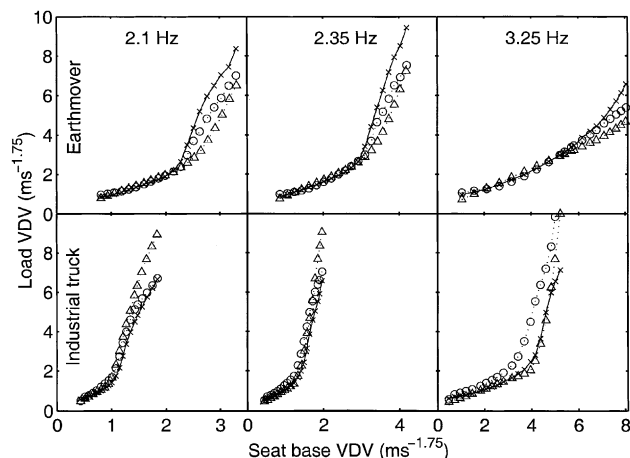 2.1 Hz 2.35 Hz 3.25 Hz
10
8
6
4
2
0
Earthmover
Load VDV (ms⁻¹·⁷⁵)
8
6
4
2
0
Industrial truck
0 1 2 3 0 2 4 0 2 4 6 8
Seat base VDV (ms⁻¹·⁷⁵)